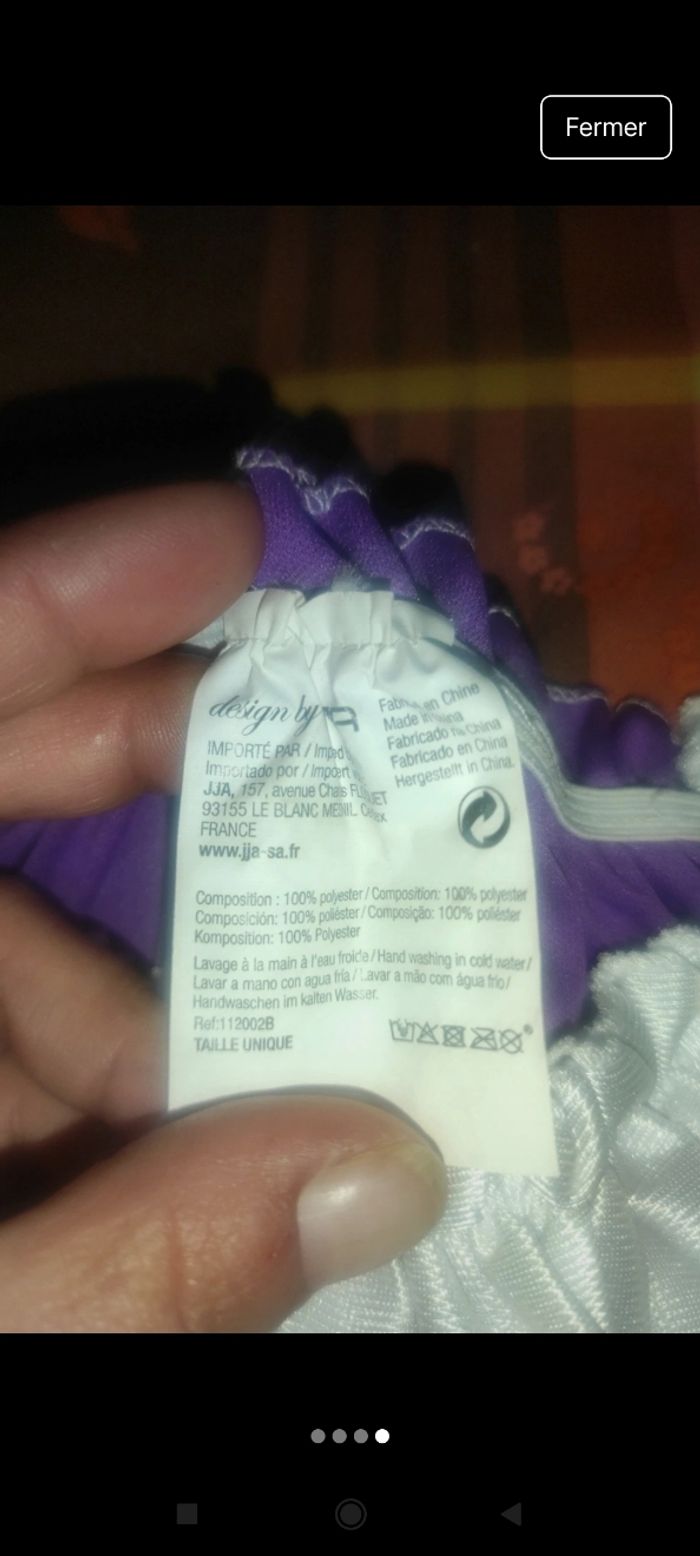 Fermer
design by
Fabriqué en Chine
Made in China
Fabricado na China
Fabricado en China
Hergestellt in China.
IMPORTÉ PAR / Imported
Importado por / Import
JJA, 157, avenue Charles
93155 LE BLANC MESNIL Cedex
FRANCE
www.jja-sa.fr
Composition : 100% polyester / Composition: 100% polyester
Composición: 100% poliéster / Composição: 100% poliéster
Komposition: 100% Polyester
Lavage à la main à l'eau froide / Hand washing in cold water /
Lavar a mano con agua fría / Lavar a mão com água frio /
Handwaschen im kalten Wasser.
Ref:112002B
TAILLE UNIQUE